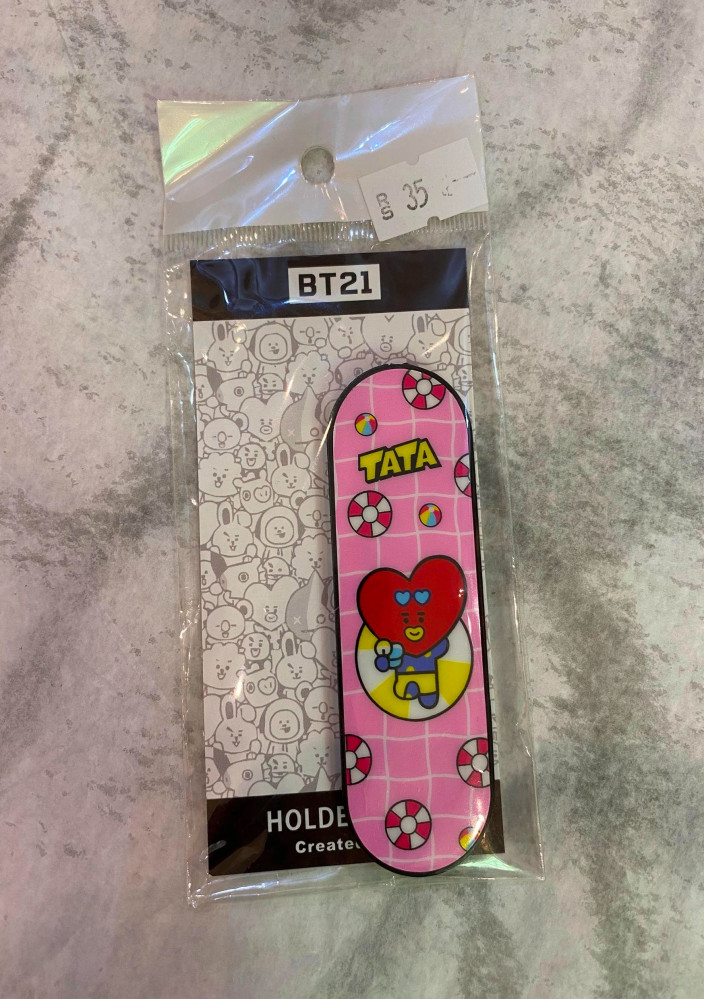 RS 35
BT21
TATA
HOLDE
Create